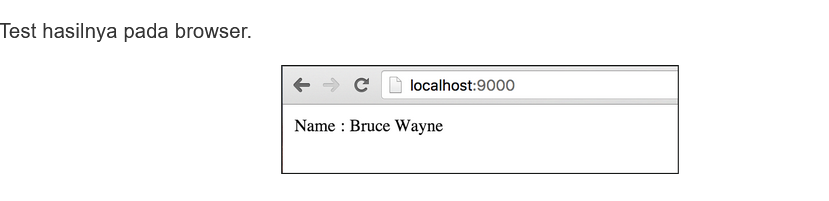 Test hasilnya pada browser.
localhost:9000
Name : Bruce Wayne